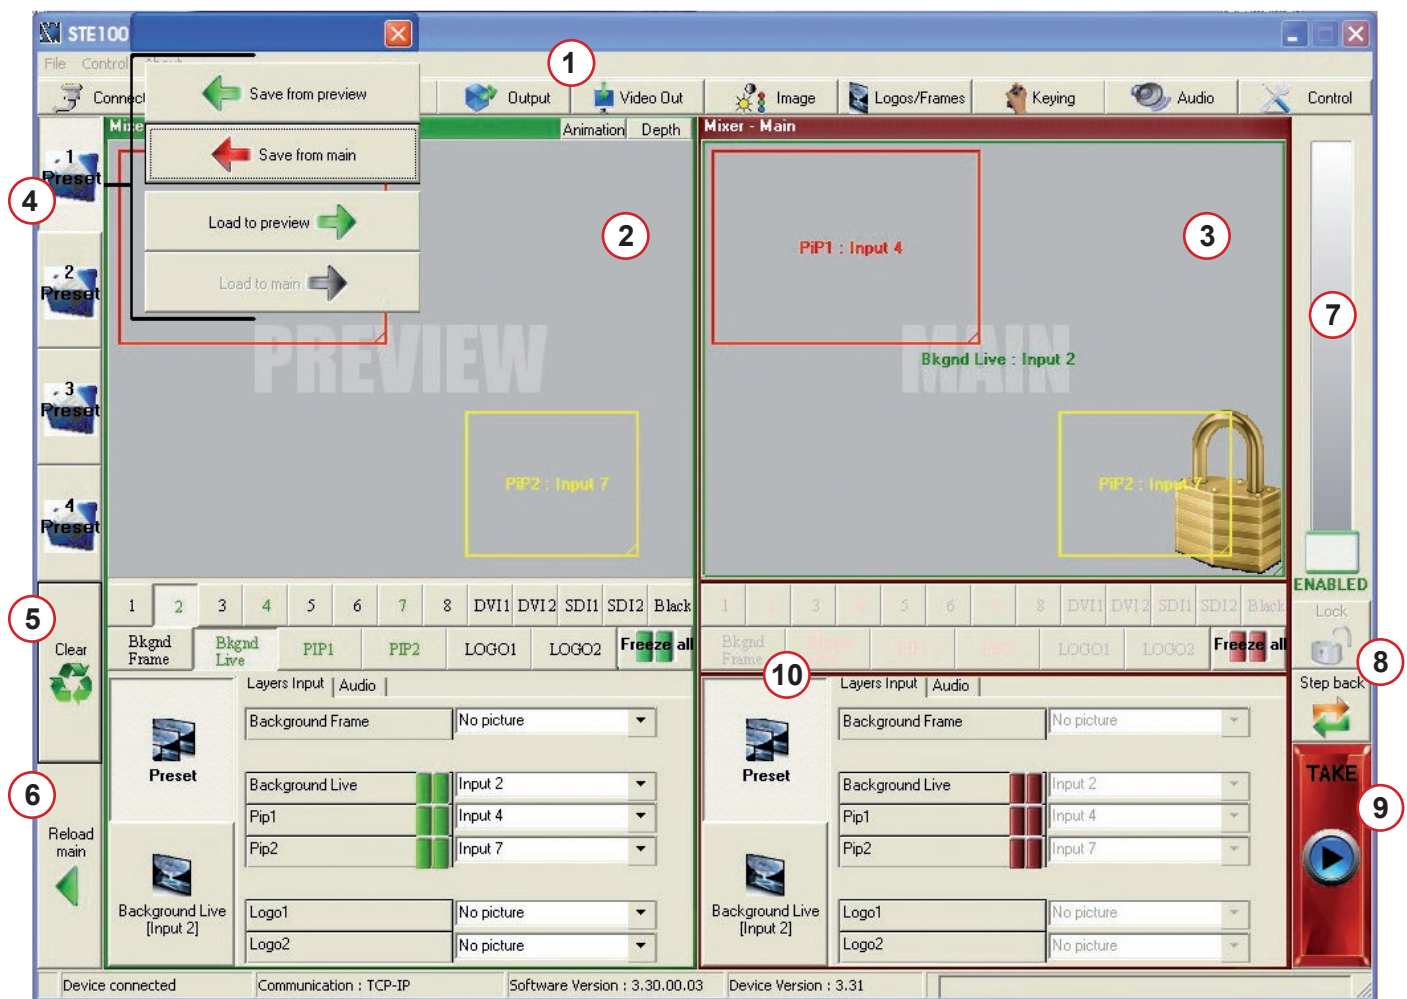 STE100
File Control About
Connect
Output
Video Out
Image
Logos/Frames
Keying
Audio
Control
1
Save from preview
Save from main
Load to preview
Load to main
Animation
Depth
Mixer - Main
1
Preset
2
Preset
3
Preset
4
Preset
4
2
3
7
PREVIEW
PiP2 : Input 7
PiP1 : Input 4
MAIN
Bkgnd Live : Input 2
PiP2 : Input 7
ENABLED
Lock
5
Clear
1 2 3 4 5 6 7 8 DVI1 DVI2 SDI1 SDI2 Black
Bkgnd Frame
Bkgnd Live
PIP1
PIP2
LOGO1
LOGO2
Freeze all
1 3 5 6 8 DVI1 DVI2 SDI1 SDI2 Black
Bkgnd Frame
PIP1
LOGO1
LOGO2
Freeze all
8
10
Step back
Layers Input Audio
Background Frame No picture
Preset
Background Live Input 2
Pip1 Input 4
Pip2 Input 7
Background Live
[Input 2]
Logo1 No picture
Logo2 No picture
Layers Input Audio
Background Frame No picture
Preset
Background Live Input 2
Pip1 Input 4
Pip2 Input 7
Background Live
[Input 2]
Logo1 No picture
Logo2 No picture
6
Reload
main
TAKE
9
Device connected
Communication : TCP-IP
Software Version : 3.30.00.03
Device Version : 3.31